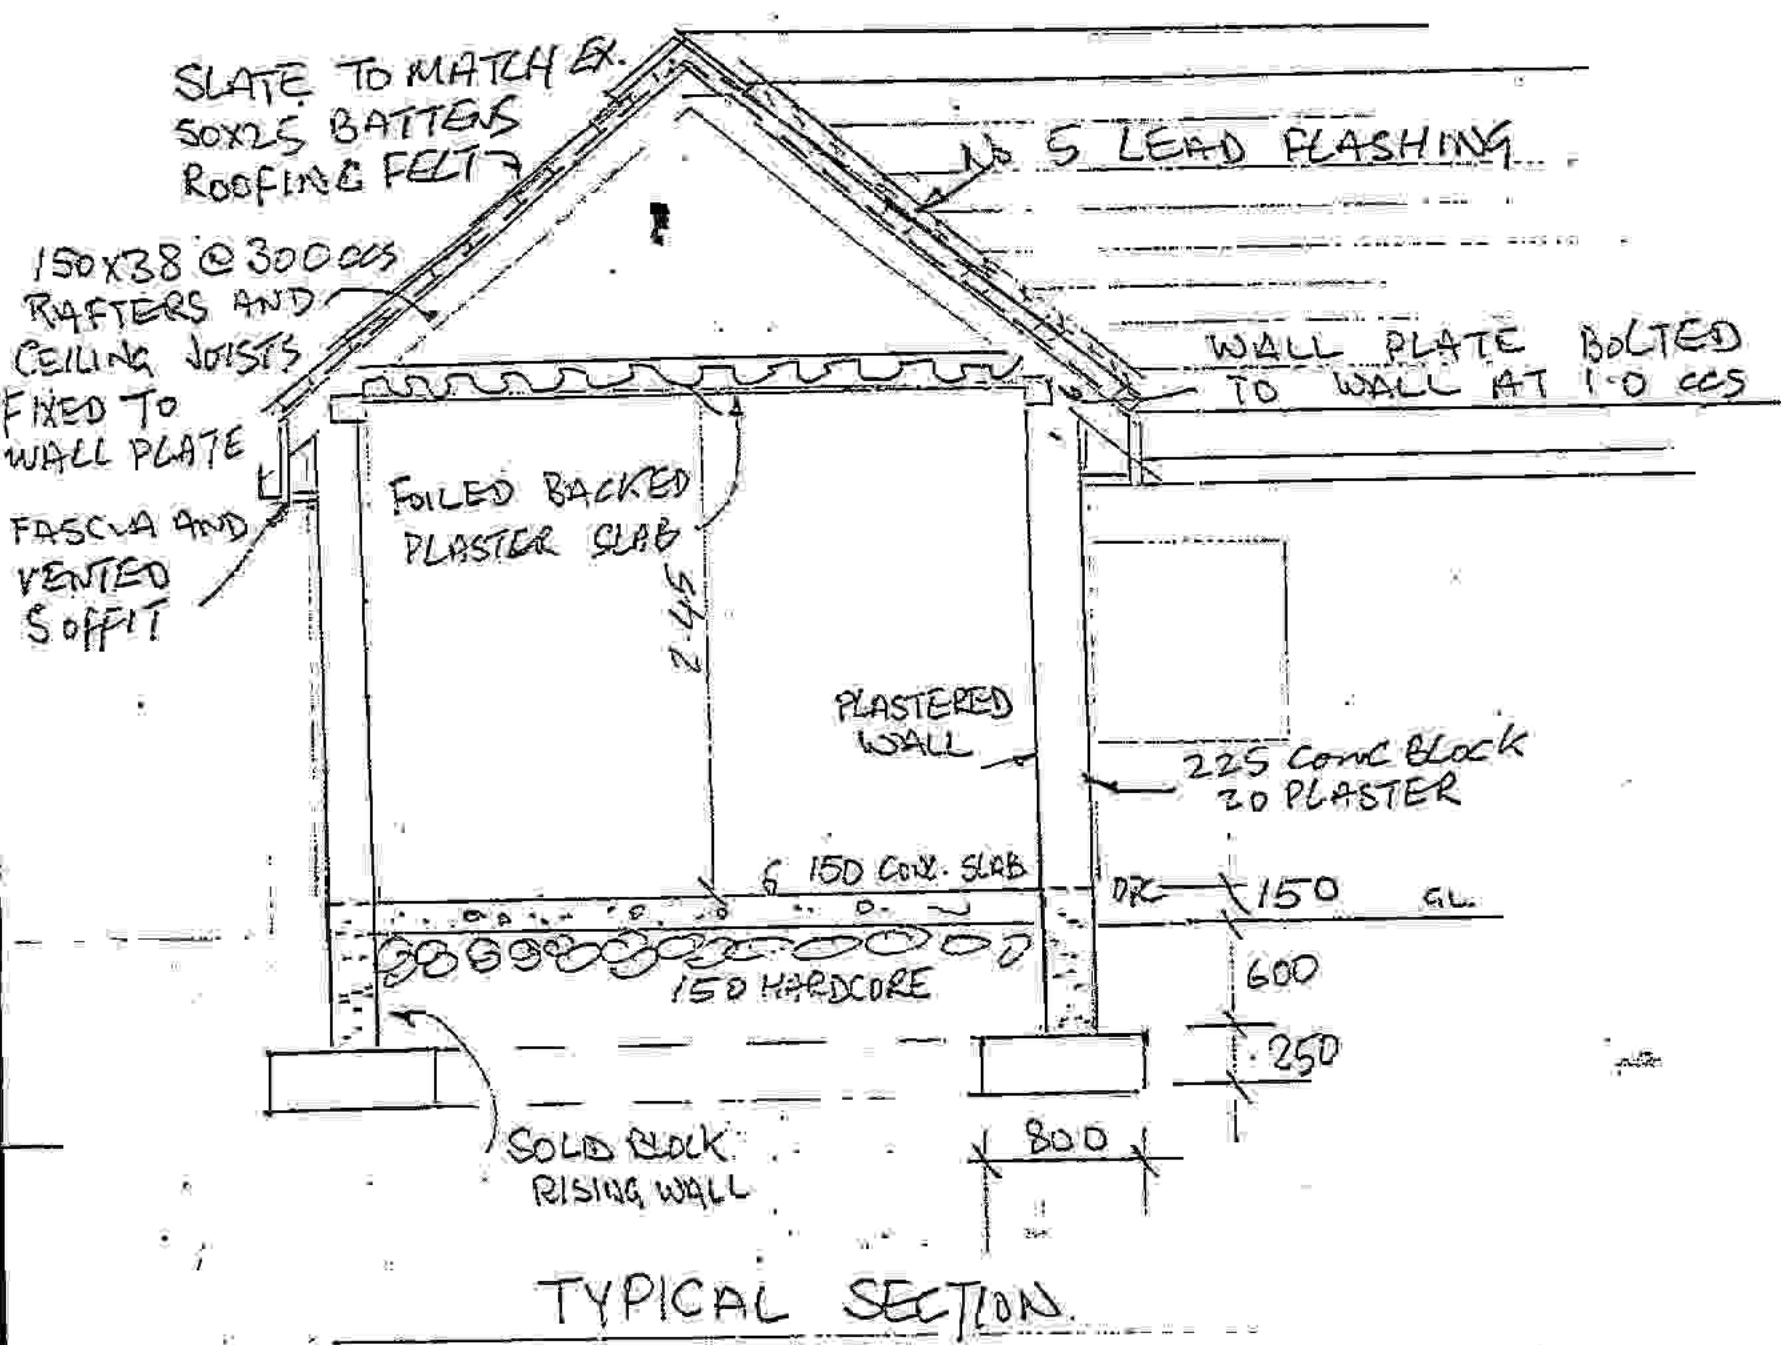 SLATE TO MATCH EX.
50X25 BATTENS
ROOFING FELT
No 5 LEAD FLASHING
150X38 @ 300 ccs
RAFTERS AND
CEILING JOISTS
FIXED TO
WALL PLATE
WALL PLATE BOLTED
TO WALL AT 1.0 ccs
FOILED BACKED
PLASTER SLAB
FASCIA AND
VENTED
SOFFIT
2.45
PLASTERED
WALL
225 CONC BLOCK
20 PLASTER
150 CONC. SLAB
DPC
150
GL
600
150 HARDCORE
250
800
SOLID BLOCK
RISING WALL
TYPICAL SECTION.